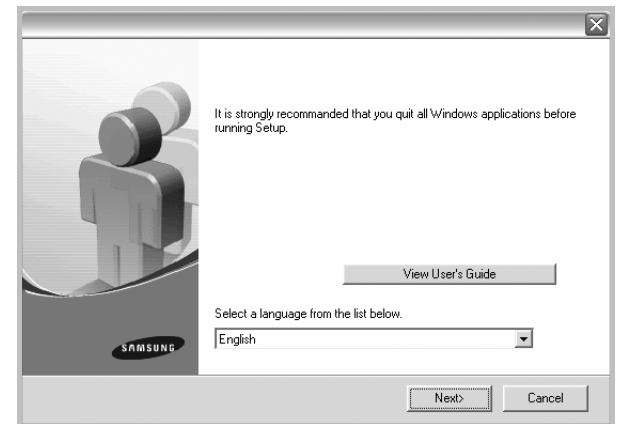 It is strongly recommanded that you quit all Windows applications before
running Setup.
View User's Guide
Select a language from the list below.
English
SAMSUNG
Next>
Cancel